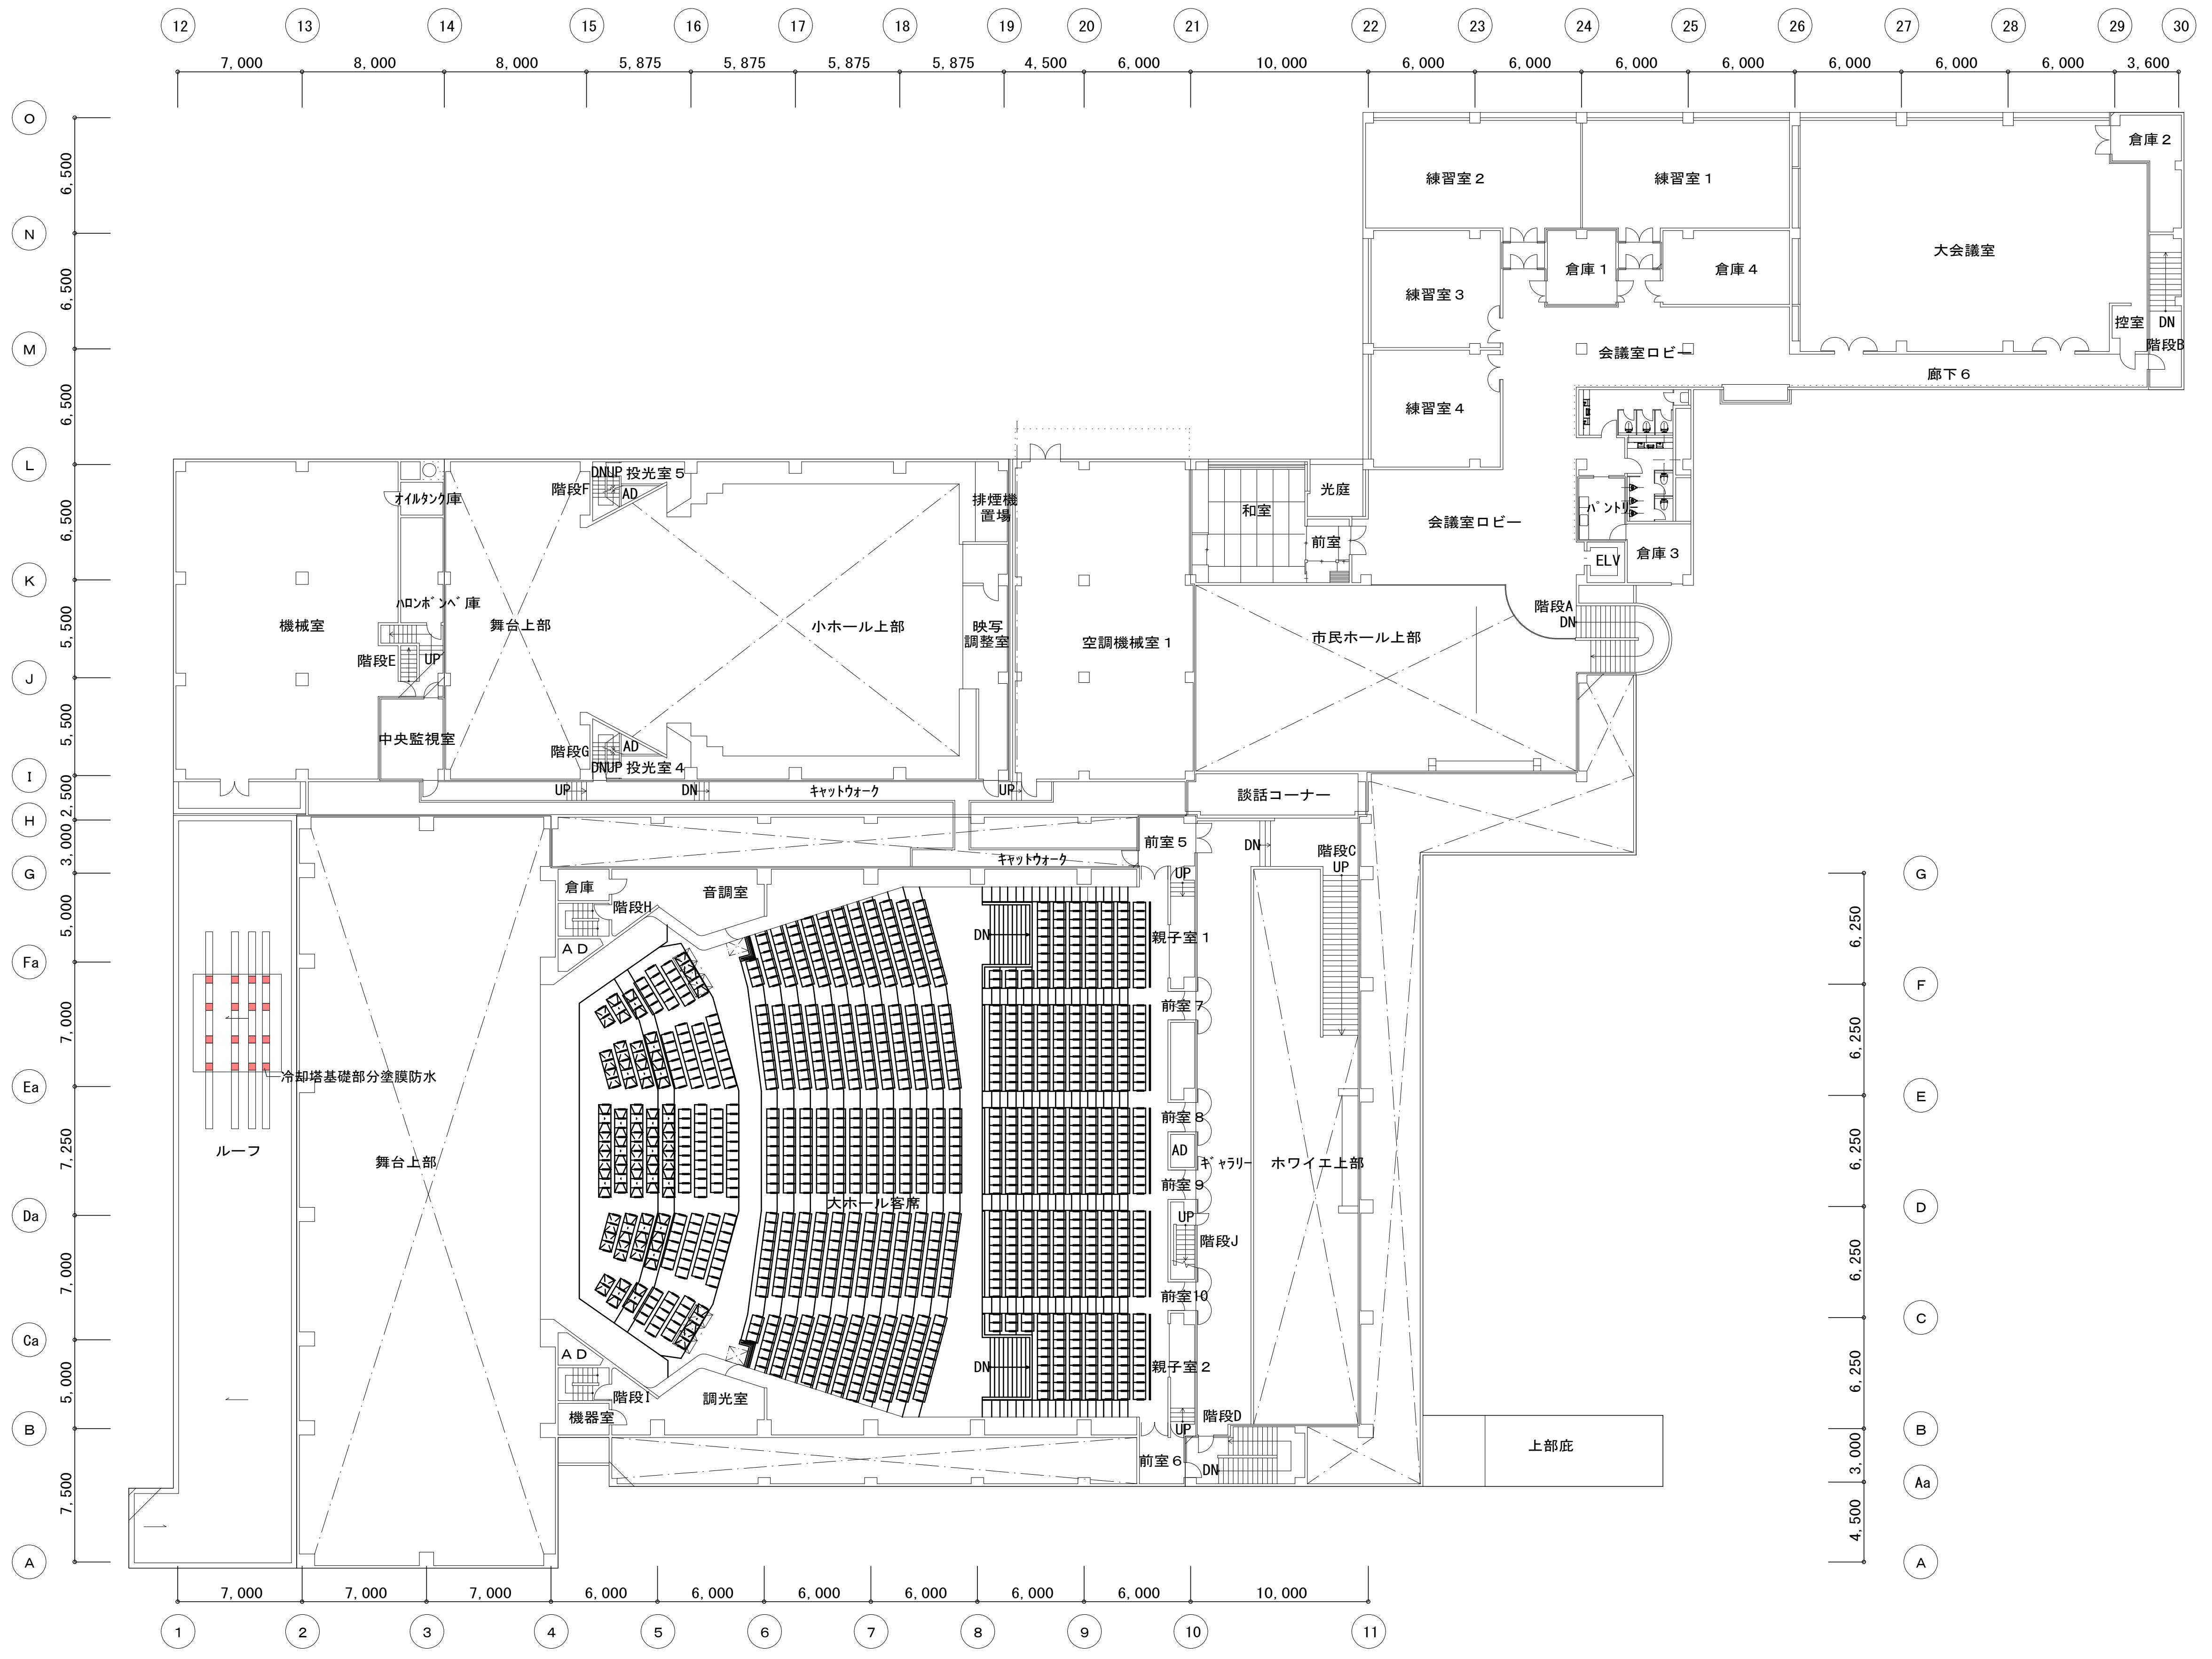 12 13 14 15 16 17 18 19 20 21 22 23 24 25 26 27 28 29 30
7,000 8,000 8,000 5,875 5,875 5,875 5,875 4,500 6,000 10,000 6,000 6,000 6,000 6,000 6,000 6,000 6,000 3,600
O
6,500
N
6,500
M
6,500
L
6,500
K
5,500
J
5,500
I
2,500
H
3,000
G
5,000
Fa
7,000
Ea
7,250
Da
7,000
Ca
5,000
B
7,500
A
倉庫2
練習室2
練習室1
大会議室
倉庫1
倉庫4
練習室3
控室
DN
階段B
会議室ロビー
廊下6
練習室4
DNUP
投光室5
階段F
AD
オイルタンク庫
排煙機
置場
和室
光庭
前室
会議室ロビー
パントリー
ELV
倉庫3
ハロンボンベ庫
機械室
舞台上部
小ホール上部
映写
調整室
空調機械室1
市民ホール上部
階段A
DN
階段E
UP
中央監視室
階段G
AD
DNUP
投光室4
UP
DN
キャットウォーク
UP
談話コーナー
前室5
DN
階段C
UP
キャットウォーク
倉庫
音調室
UP
階段H
AD
DN
親子室1
前室7
冷却塔基礎部分塗膜防水
前室8
ルーフ
舞台上部
AD
ギャラリー
ホワイエ上部
前室9
大ホール客席
UP
階段J
前室10
AD
DN
親子室2
階段I
調光室
機器室
階段D
UP
前室6
DN
上部庇
G
6,250
F
6,250
E
6,250
D
6,250
C
6,250
B
3,000
Aa
4,500
A
7,000 7,000 7,000 6,000 6,000 6,000 6,000 6,000 6,000 10,000
1 2 3 4 5 6 7 8 9 10 11